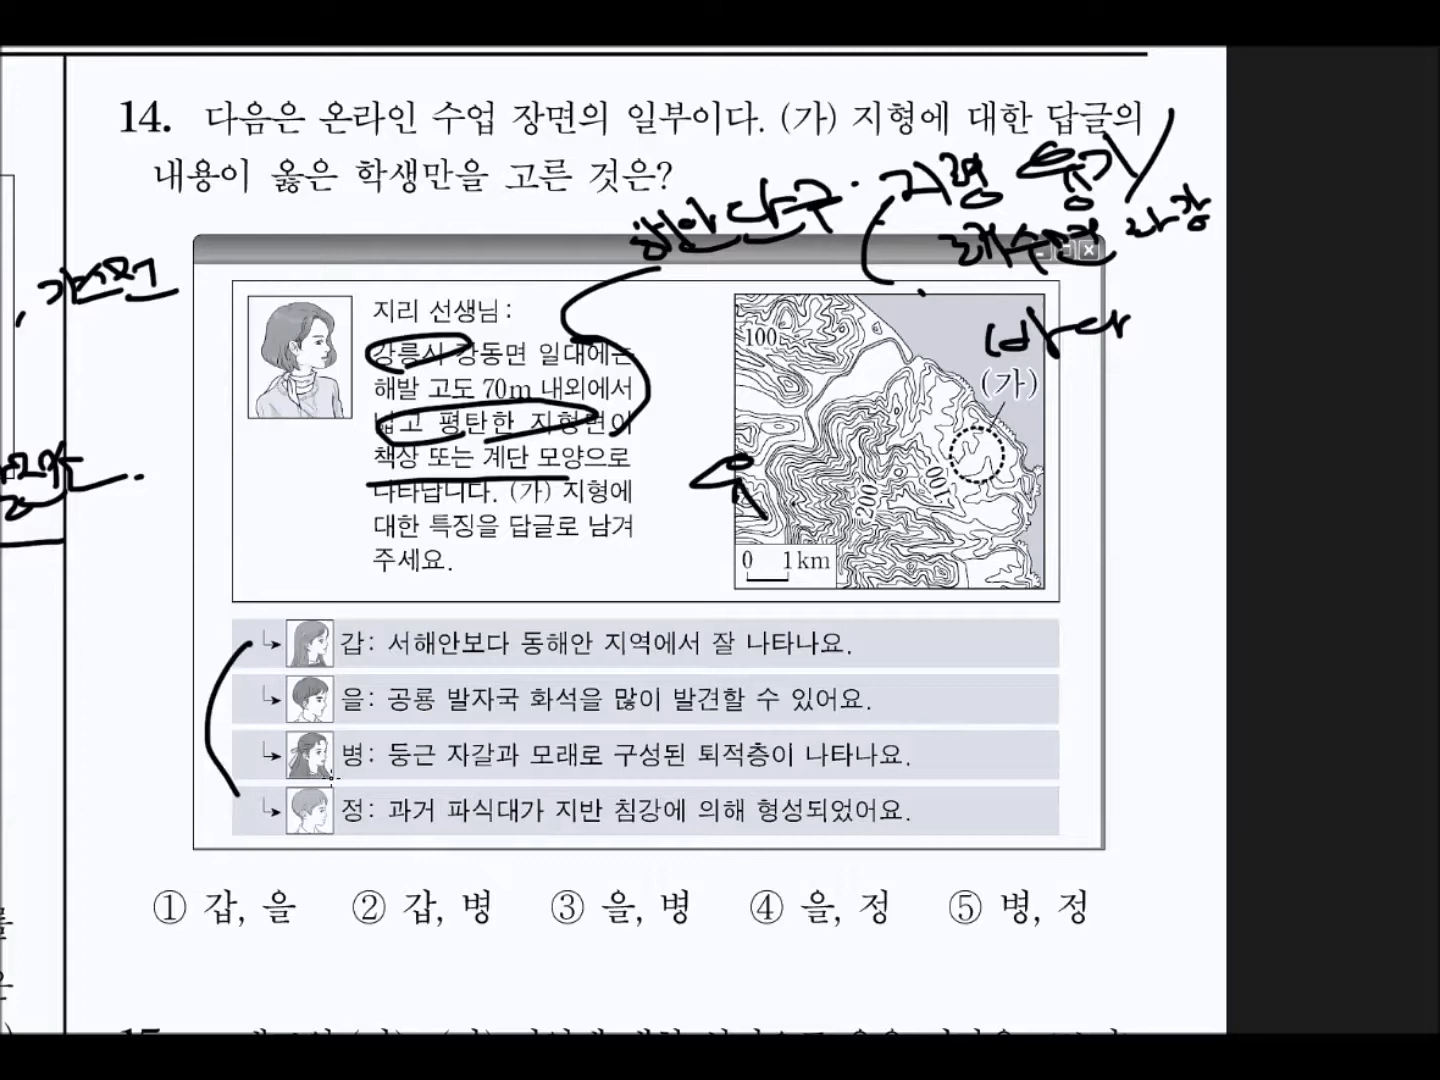 14. 다음은 온라인 수업 장면의 일부이다. (가) 지형에 대한 답글의
내용이 옳은 학생만을 고른 것은?
해안 단구
지형 융기
해수면 하강
지리 선생님 :
강릉시 강동면 일대에는
해발 고도 70m 내외에서
넓고 평탄한 지형면이
책상 또는 계단 모양으로
나타납니다. (가) 지형에
대한 특징을 답글로 남겨
주세요.
바다
100
(가)
100
200
0 1km
갑: 서해안보다 동해안 지역에서 잘 나타나요.
을: 공룡 발자국 화석을 많이 발견할 수 있어요.
병: 둥근 자갈과 모래로 구성된 퇴적층이 나타나요.
정: 과거 파식대가 지반 침강에 의해 형성되었어요.
① 갑, 을 ② 갑, 병 ③ 을, 병 ④ 을, 정 ⑤ 병, 정